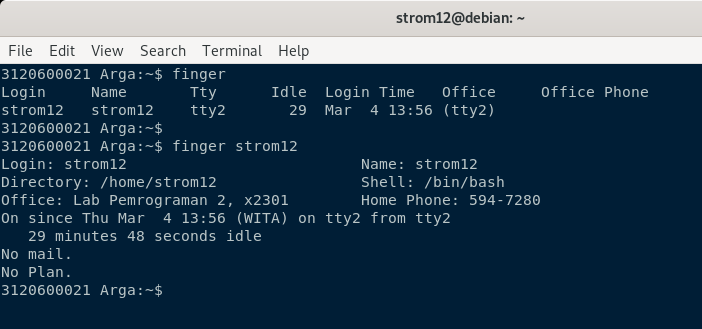 strom12@debian: ~
File Edit View Search Terminal Help
3120600021 Arga:~$ finger
Login     Name       Tty      Idle  Login Time   Office     Office Phone
strom12   strom12    tty2       29  Mar  4 13:56 (tty2)
3120600021 Arga:~$
3120600021 Arga:~$ finger strom12
Login: strom12                          Name: strom12
Directory: /home/strom12                Shell: /bin/bash
Office: Lab Pemrograman 2, x2301        Home Phone: 594-7280
On since Thu Mar  4 13:56 (WITA) on tty2 from tty2
   29 minutes 48 seconds idle
No mail.
No Plan.
3120600021 Arga:~$